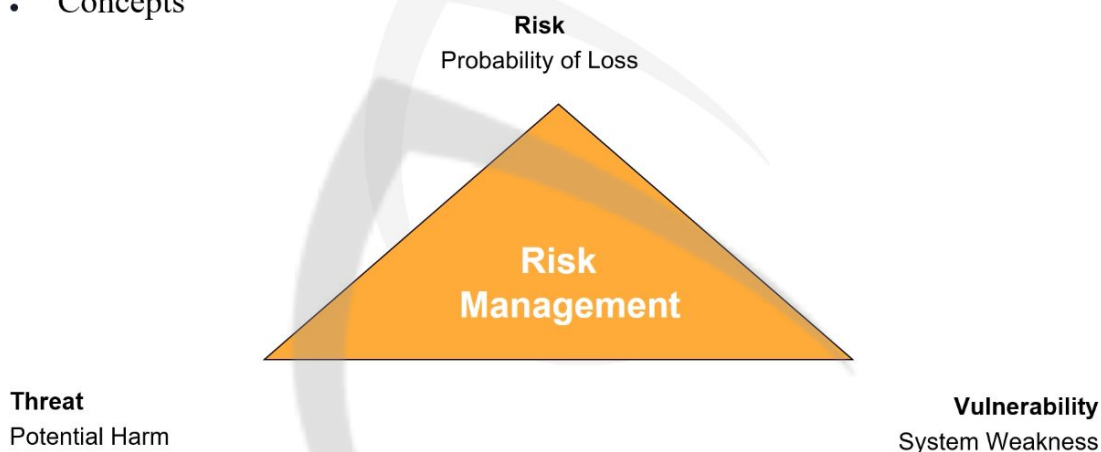 • Concepts
Risk
Probability of Loss
Risk
Management
Threat
Potential Harm
Vulnerability
System Weakness